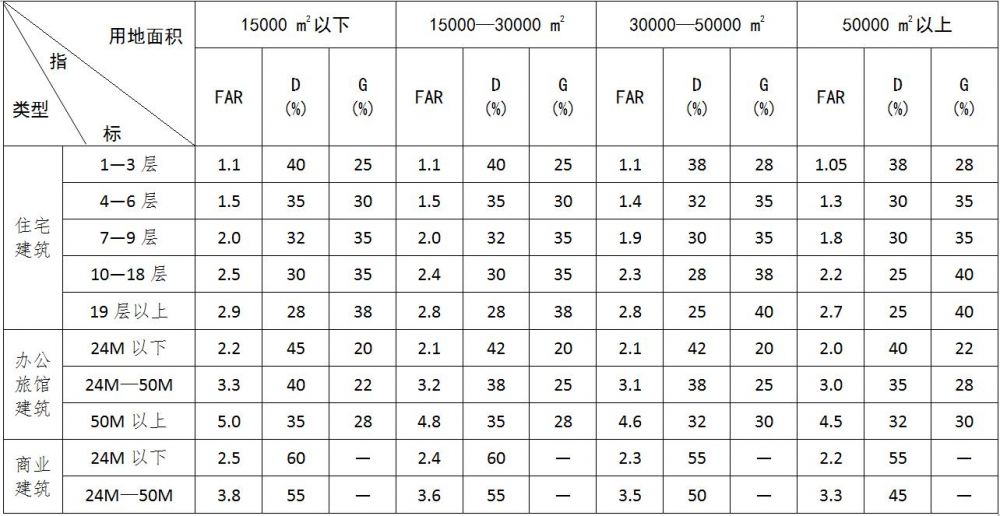 用地面积
指
标
类型
15000 ㎡以下 15000—30000 ㎡ 30000—50000 ㎡ 50000 ㎡以上
FAR D (%) G (%) FAR D (%) G (%) FAR D (%) G (%) FAR D (%) G (%)
住宅建筑
1—3 层 1.1 40 25 1.1 40 25 1.1 38 28 1.05 38 28
4—6 层 1.5 35 30 1.5 35 30 1.4 32 35 1.3 30 35
7—9 层 2.0 32 35 2.0 32 35 1.9 30 35 1.8 30 35
10—18 层 2.5 30 35 2.4 30 35 2.3 28 38 2.2 25 40
19 层以上 2.9 28 38 2.8 28 38 2.8 25 40 2.7 25 40
办公旅馆建筑
24M 以下 2.2 45 20 2.1 42 20 2.1 42 20 2.0 40 22
24M—50M 3.3 40 22 3.2 38 25 3.1 38 25 3.0 35 28
50M 以上 5.0 35 28 4.8 35 28 4.6 32 30 4.5 32 30
商业建筑
24M 以下 2.5 60 — 2.4 60 — 2.3 55 — 2.2 55 —
24M—50M 3.8 55 — 3.6 55 — 3.5 50 — 3.3 45 —